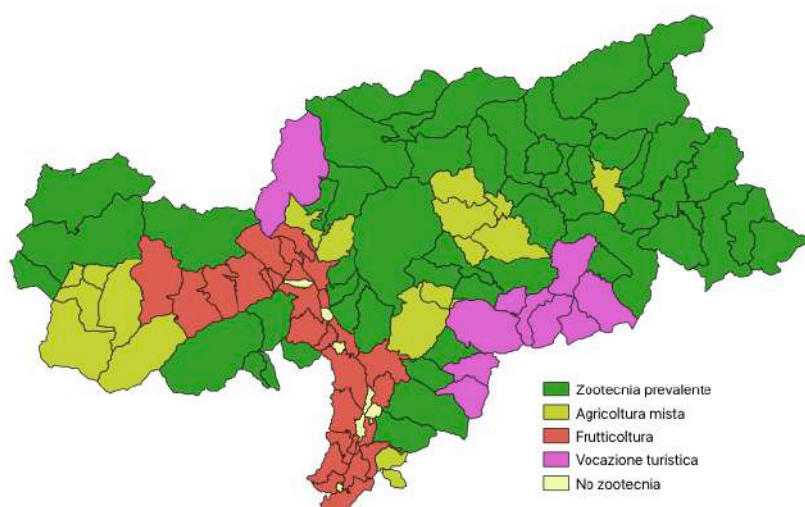 Zootecnia prevalente
Agricoltura mista
Frutticoltura
Vocazione turistica
No zootecnia